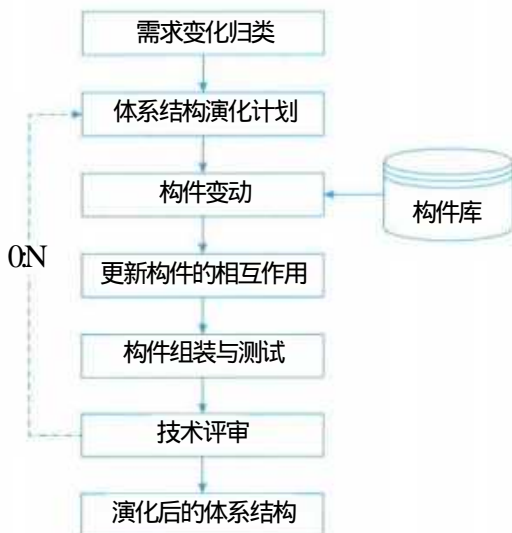 需求变化归类
体系结构演化计划
构件变动
构件库
0:N
更新构件的相互作用
构件组装与测试
技术评审
演化后的体系结构